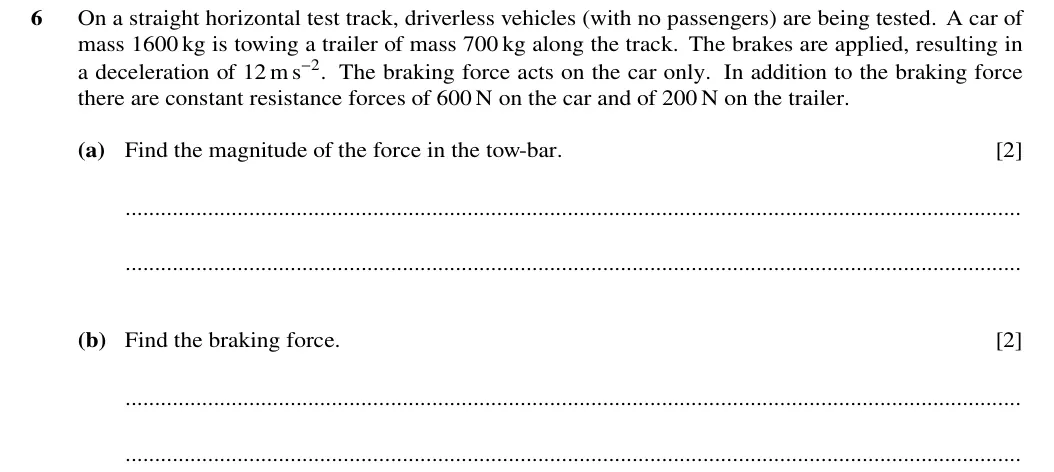 6 On a straight horizontal test track, driverless vehicles (with no passengers) are being tested. A car of
mass 1600 kg is towing a trailer of mass 700 kg along the track. The brakes are applied, resulting in
a deceleration of 12 m s⁻². The braking force acts on the car only. In addition to the braking force
there are constant resistance forces of 600 N on the car and of 200 N on the trailer.
(a) Find the magnitude of the force in the tow-bar. [2]
(b) Find the braking force. [2]